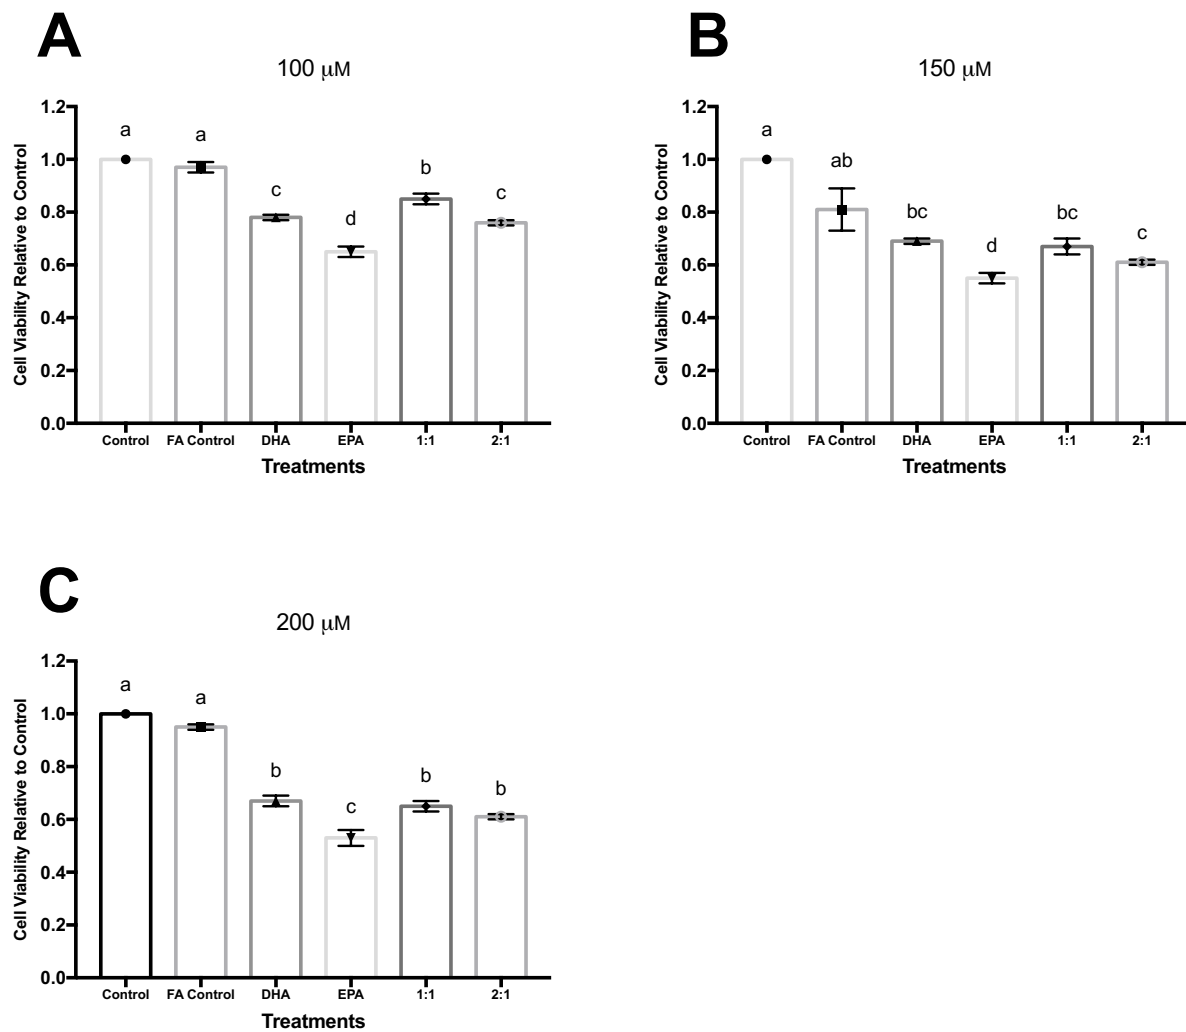 A
100 μM
Cell Viability Relative to Control
1.2
1.0
0.8
0.6
0.4
0.2
0.0
a
a
c
d
b
c
Control
FA Control
DHA
EPA
1:1
2:1
Treatments
B
150 μM
Cell Viability Relative to Control
1.2
1.0
0.8
0.6
0.4
0.2
0.0
a
ab
bc
d
bc
c
Control
FA Control
DHA
EPA
1:1
2:1
Treatments
C
200 μM
Cell Viability Relative to Control
1.2
1.0
0.8
0.6
0.4
0.2
0.0
a
a
b
c
b
b
Control
FA Control
DHA
EPA
1:1
2:1
Treatments